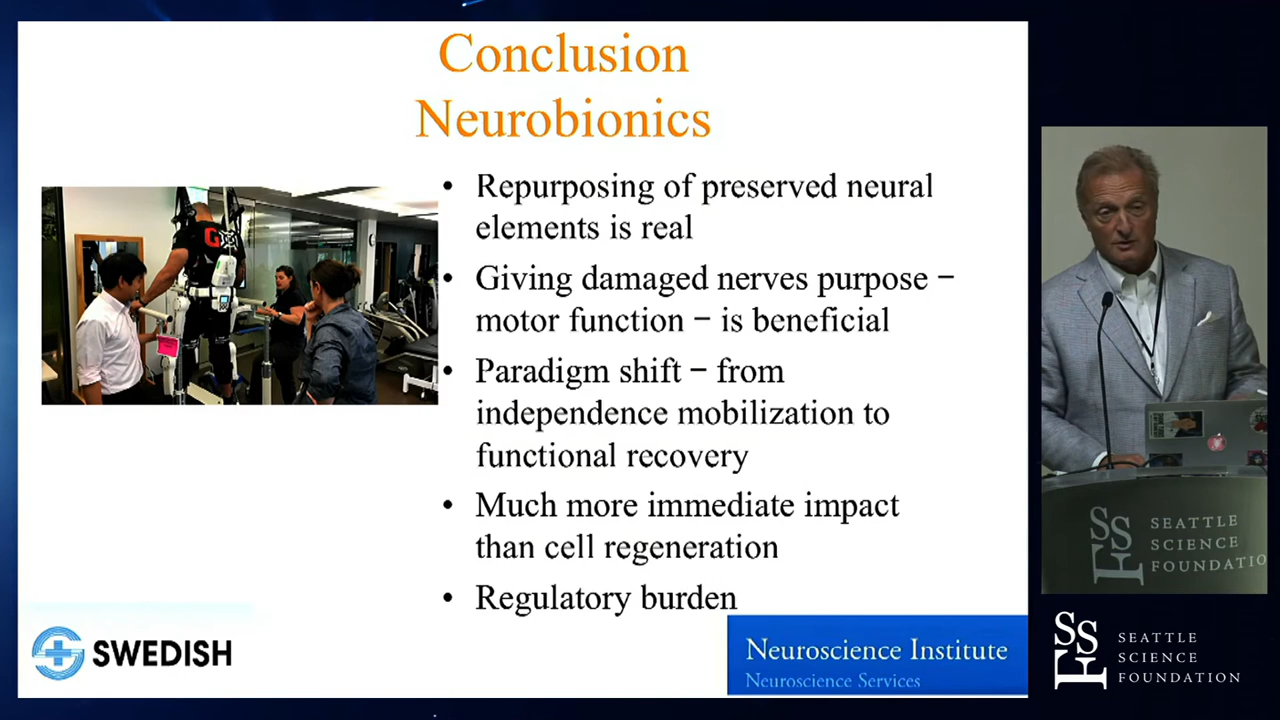 Conclusion
Neurobionics
• Repurposing of preserved neural
elements is real
• Giving damaged nerves purpose –
motor function – is beneficial
• Paradigm shift – from
independence mobilization to
functional recovery
• Much more immediate impact
than cell regeneration
• Regulatory burden
SWEDISH
Neuroscience Institute
Neuroscience Services
SSF
SEATTLE
SCIENCE
FOUNDATIO
SSF
SEATTLE
SCIENCE
FOUNDATION